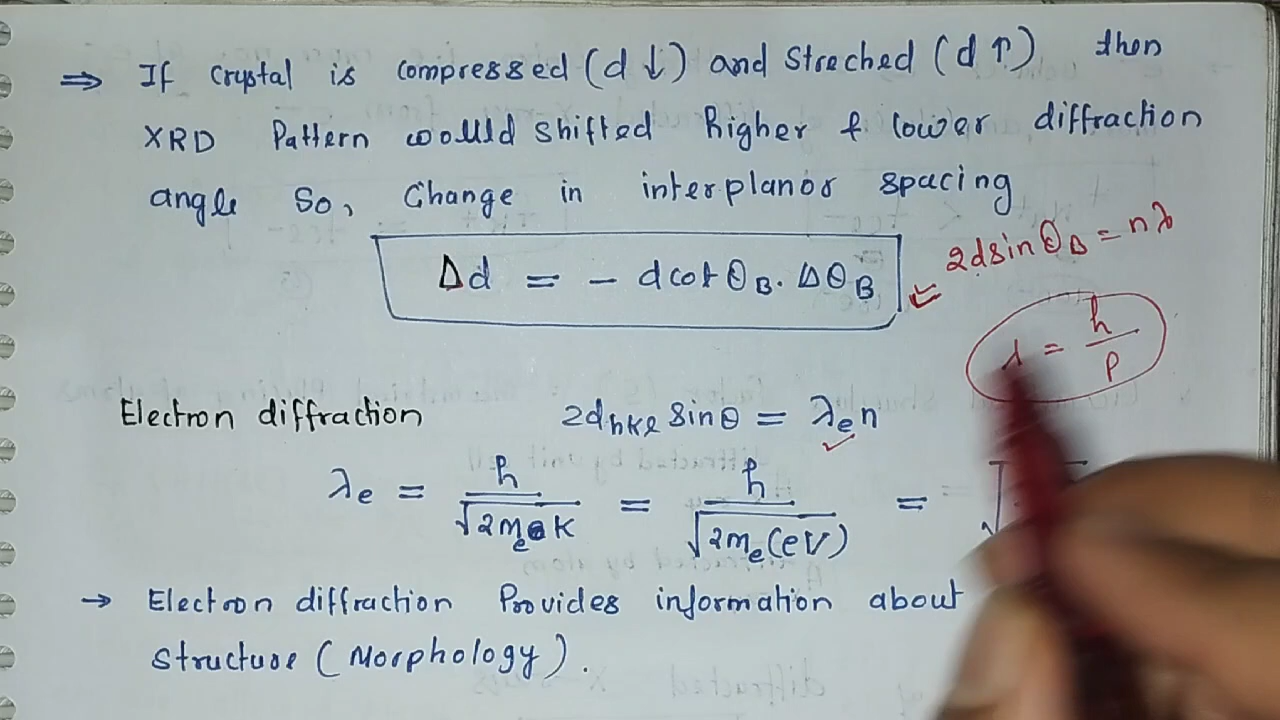 ⇒ If crystal is compressed (d ↓) and Streched (d ↑) then
XRD Pattern would shifted higher & lower diffraction
angle So, Change in interplanor spacing
Δd = - d cot θB . ΔθB
2d sin θB = nλ
λ = h/p
Electron diffraction 2dhkl sinθ = λe n
λe = h/√2me K = h/√2me(eV) = √
→ Electron diffraction Provides information about
structure (Morphology).